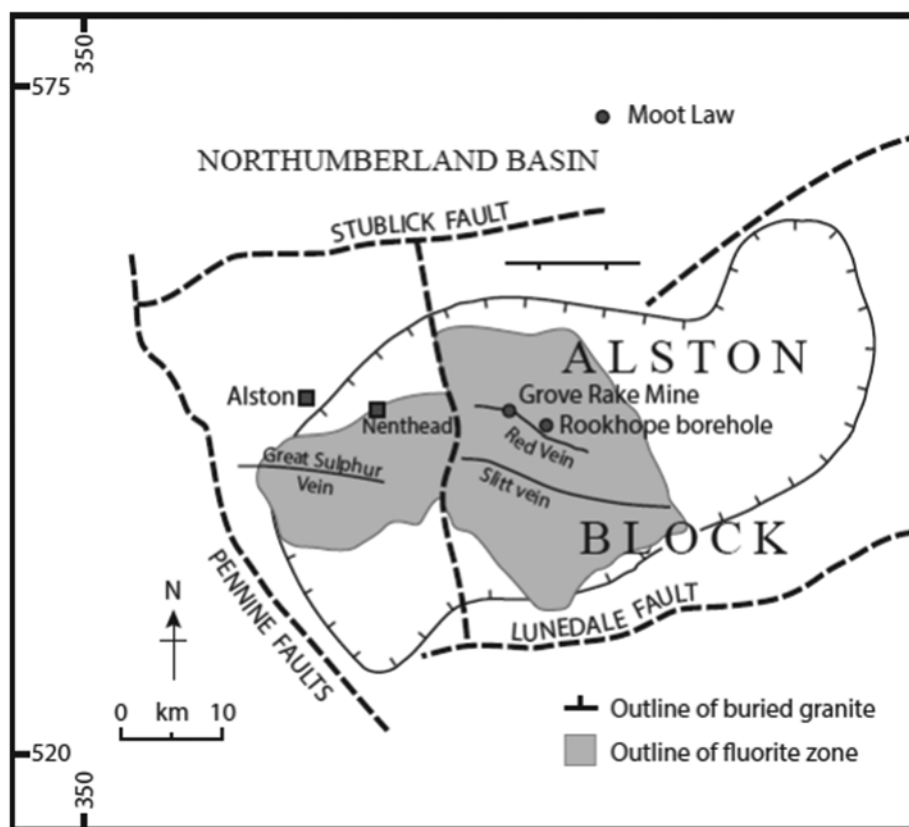 350
575
Moot Law
NORTHUMBERLAND BASIN
STUBLICK FAULT
ALSTON
Alston
Grove Rake Mine
Nenthead
Rookhope borehole
Red Vein
Great Sulphur
Vein
Slitt vein
BLOCK
PENNINE FAULTS
LUNEDALE FAULT
N
0 km 10
Outline of buried granite
Outline of fluorite zone
520
350